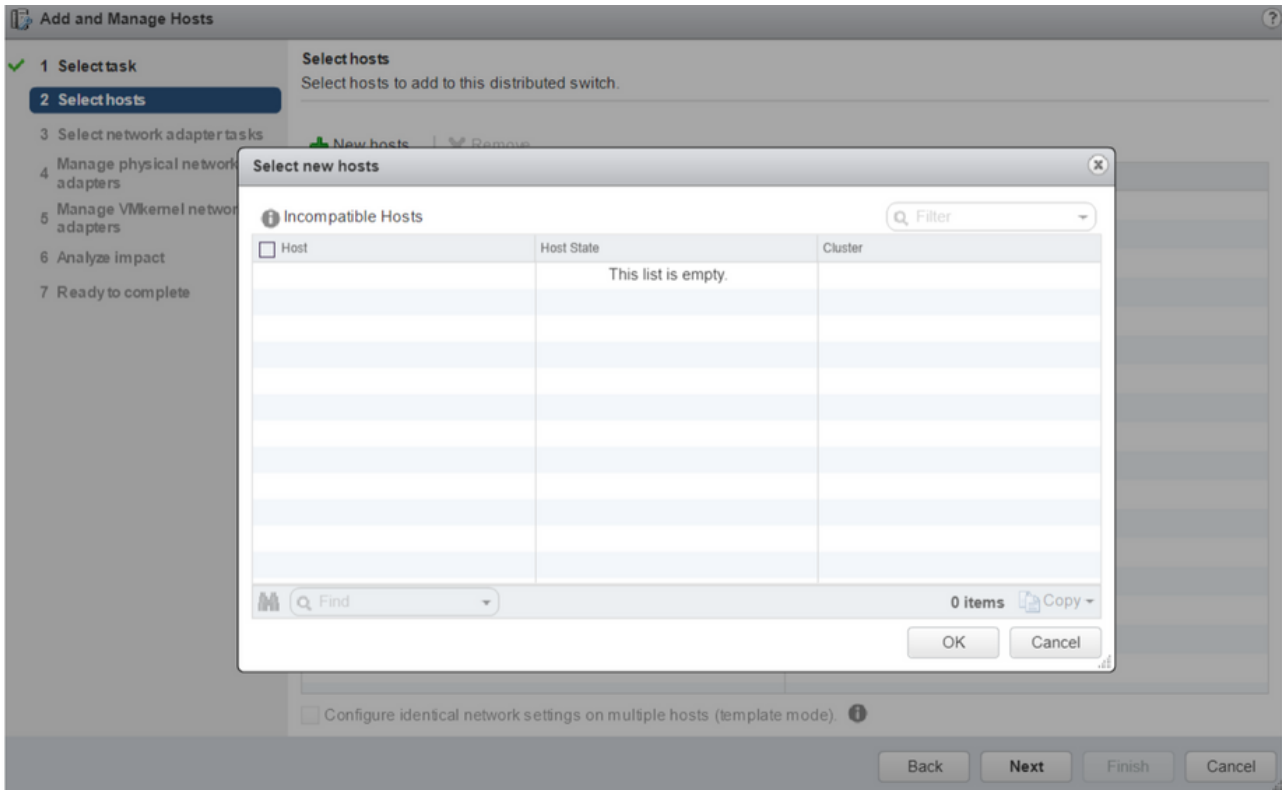 Add and Manage Hosts
?
1 Select task
2 Select hosts
3 Select network adapter tasks
4 Manage physical network
adapters
5 Manage VMkernel networ
adapters
6 Analyze impact
7 Ready to complete
Select hosts
Select hosts to add to this distributed switch.
New hosts Remove
Select new hosts
Incompatible Hosts
Filter
Host Host State Cluster
This list is empty.
Find
0 items Copy
OK Cancel
Configure identical network settings on multiple hosts (template mode).
Back Next Finish Cancel